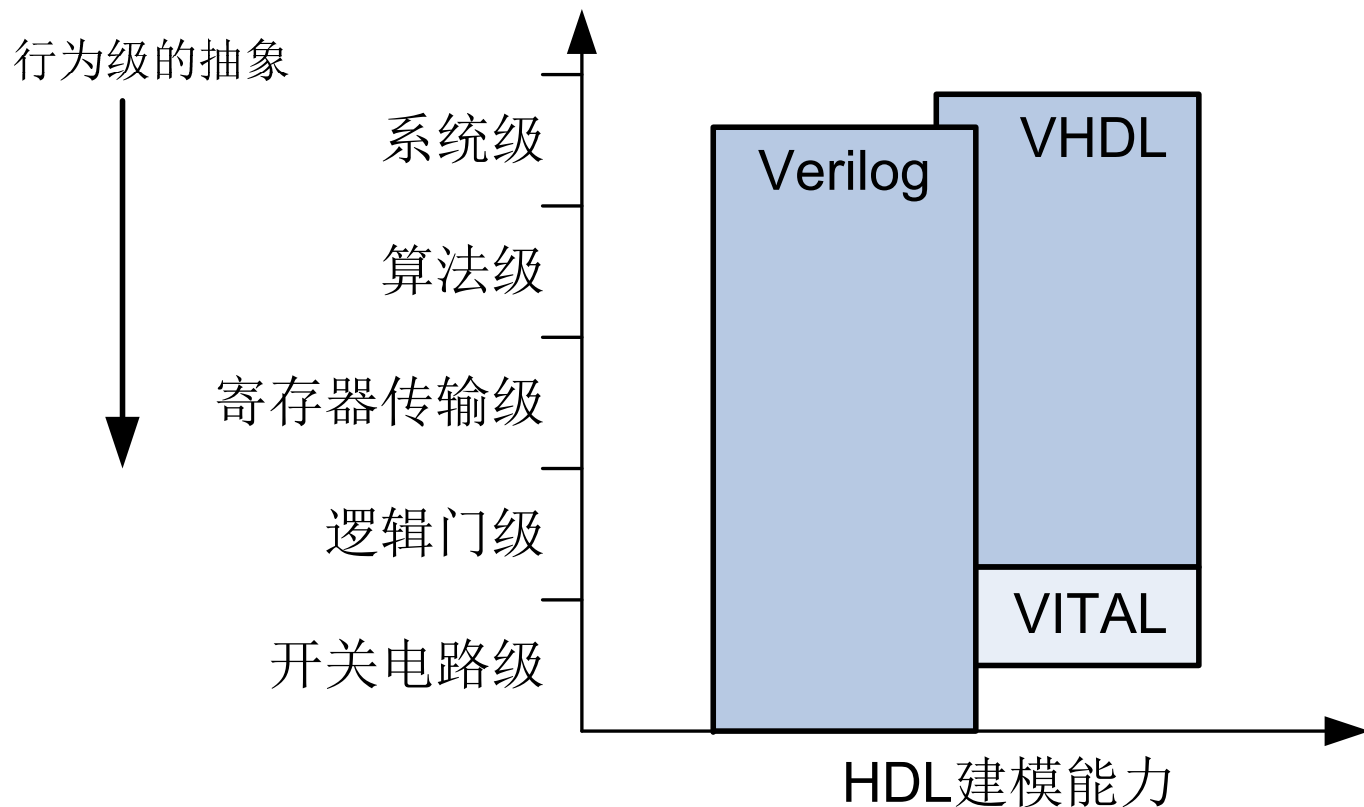 行为级的抽象
系统级
算法级
寄存器传输级
逻辑门级
开关电路级
Verilog
VHDL
VITAL
HDL建模能力